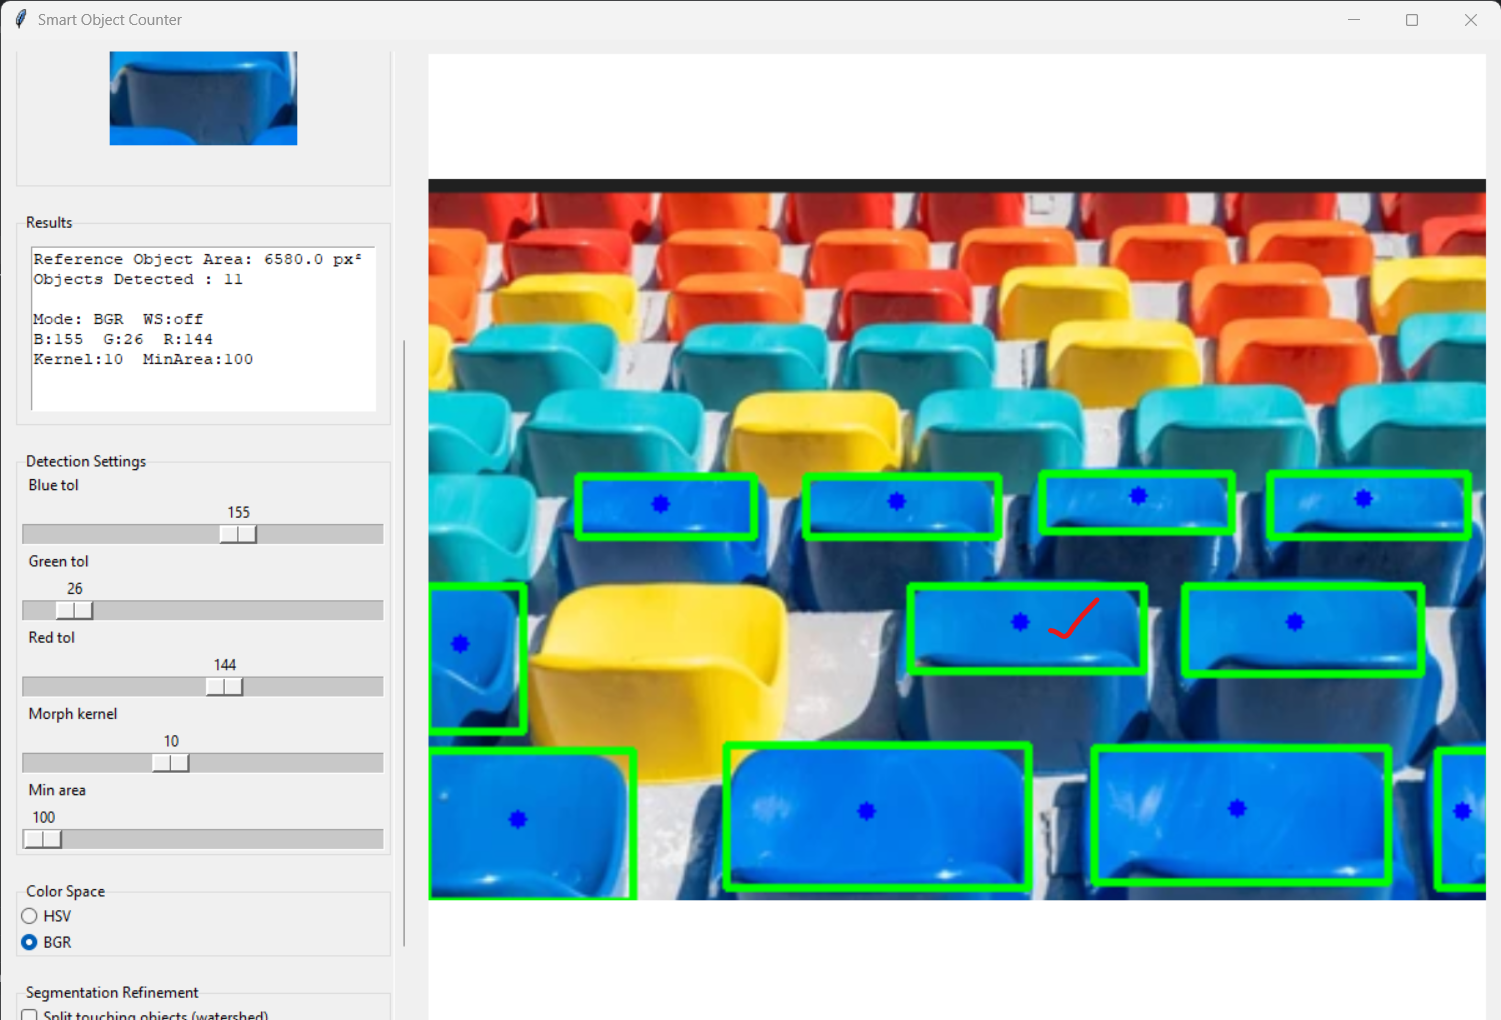 Smart Object Counter
Results
Reference Object Area: 6580.0 px²
Objects Detected : 11
Mode: BGR  WS:off
B:155  G:26  R:144
Kernel:10  MinArea:100
Detection Settings
Blue tol
155
Green tol
26
Red tol
144
Morph kernel
10
Min area
100
Color Space
HSV
BGR
Segmentation Refinement
Split touching objects (watershed)